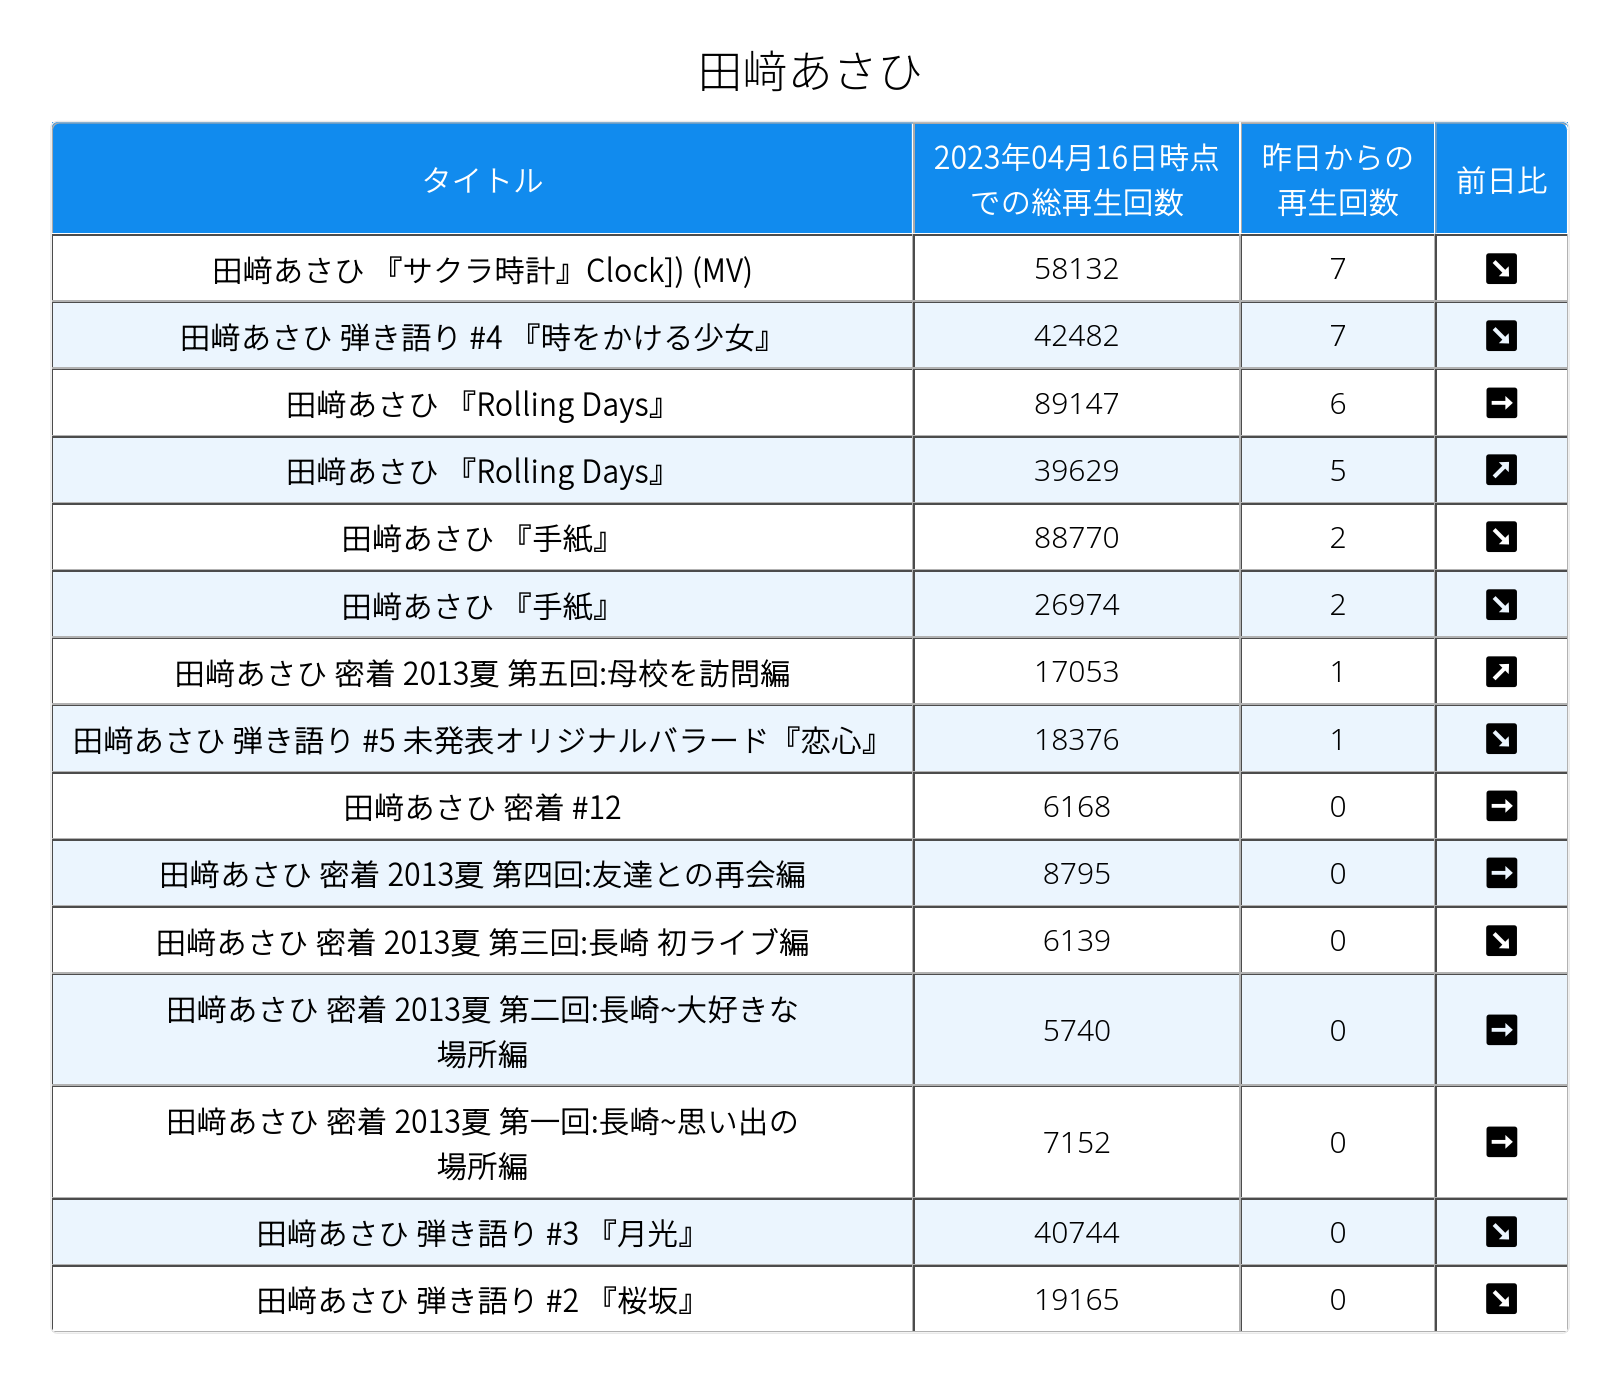 田﨑あさひ
タイトル
2023年04月16日時点
での総再生回数
昨日からの
再生回数
前日比
田﨑あさひ 『サクラ時計』Clock]) (MV) 58132 7
田﨑あさひ 弾き語り #4 『時をかける少女』 42482 7
田﨑あさひ 『Rolling Days』 89147 6
田﨑あさひ 『Rolling Days』 39629 5
田﨑あさひ 『手紙』 88770 2
田﨑あさひ 『手紙』 26974 2
田﨑あさひ 密着 2013夏 第五回:母校を訪問編 17053 1
田﨑あさひ 弾き語り #5 未発表オリジナルバラード『恋心』 18376 1
田﨑あさひ 密着 #12 6168 0
田﨑あさひ 密着 2013夏 第四回:友達との再会編 8795 0
田﨑あさひ 密着 2013夏 第三回:長崎 初ライブ編 6139 0
田﨑あさひ 密着 2013夏 第二回:長崎~大好きな
場所編
5740 0
田﨑あさひ 密着 2013夏 第一回:長崎~思い出の
場所編
7152 0
田﨑あさひ 弾き語り #3 『月光』 40744 0
田﨑あさひ 弾き語り #2 『桜坂』 19165 0